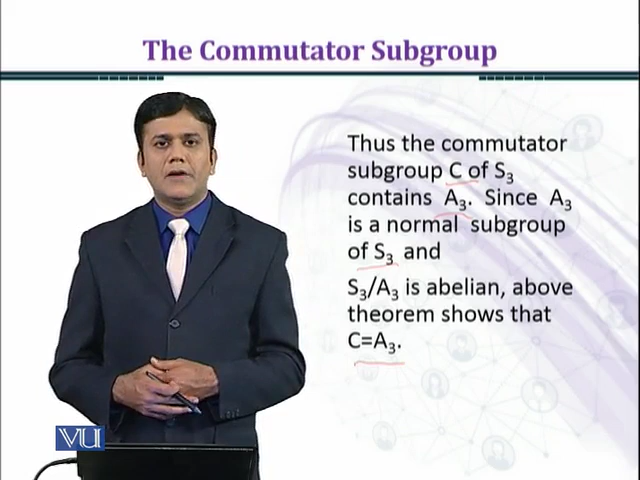 The Commutator Subgroup
Thus the commutator
subgroup C of S₃
contains A₃. Since A₃
is a normal subgroup
of S₃ and
S₃/A₃ is abelian, above
theorem shows that
C=A₃.
VU